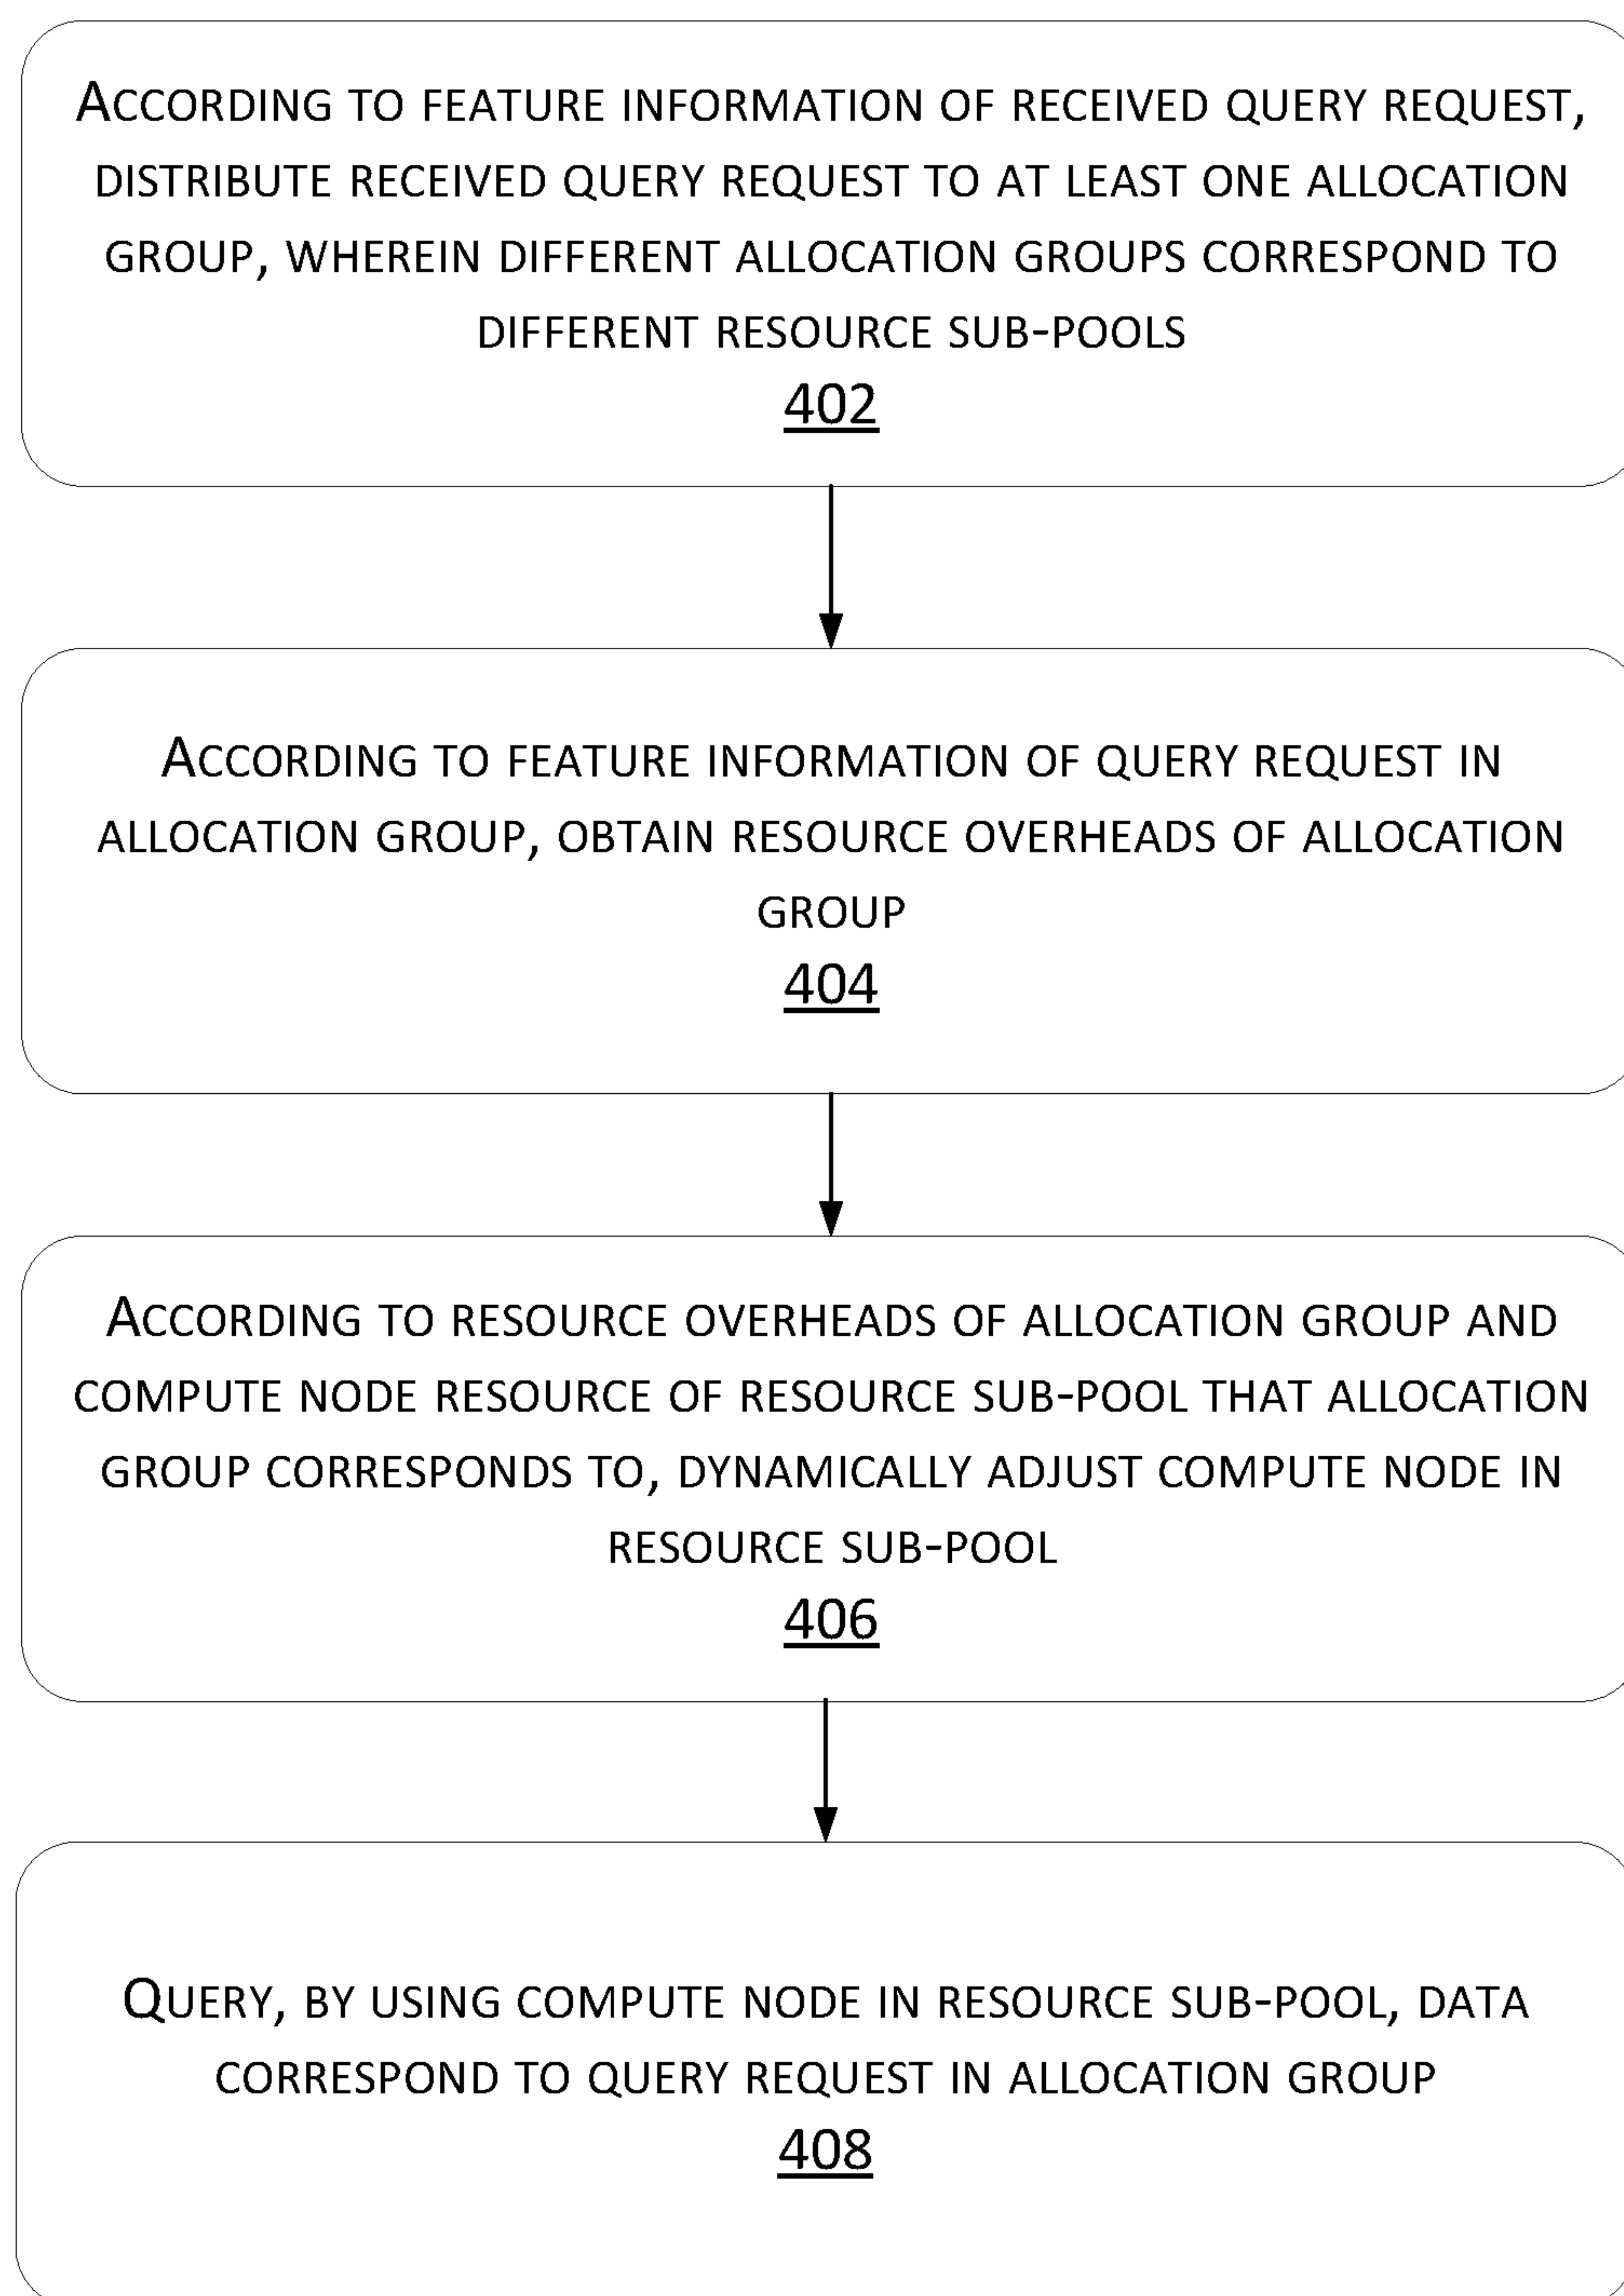 ACCORDING TO FEATURE INFORMATION OF RECEIVED QUERY REQUEST,
DISTRIBUTE RECEIVED QUERY REQUEST TO AT LEAST ONE ALLOCATION
GROUP, WHEREIN DIFFERENT ALLOCATION GROUPS CORRESPOND TO
DIFFERENT RESOURCE SUB-POOLS
402
ACCORDING TO FEATURE INFORMATION OF QUERY REQUEST IN
ALLOCATION GROUP, OBTAIN RESOURCE OVERHEADS OF ALLOCATION
GROUP
404
ACCORDING TO RESOURCE OVERHEADS OF ALLOCATION GROUP AND
COMPUTE NODE RESOURCE OF RESOURCE SUB-POOL THAT ALLOCATION
GROUP CORRESPONDS TO, DYNAMICALLY ADJUST COMPUTE NODE IN
RESOURCE SUB-POOL
406
QUERY, BY USING COMPUTE NODE IN RESOURCE SUB-POOL, DATA
CORRESPOND TO QUERY REQUEST IN ALLOCATION GROUP
408